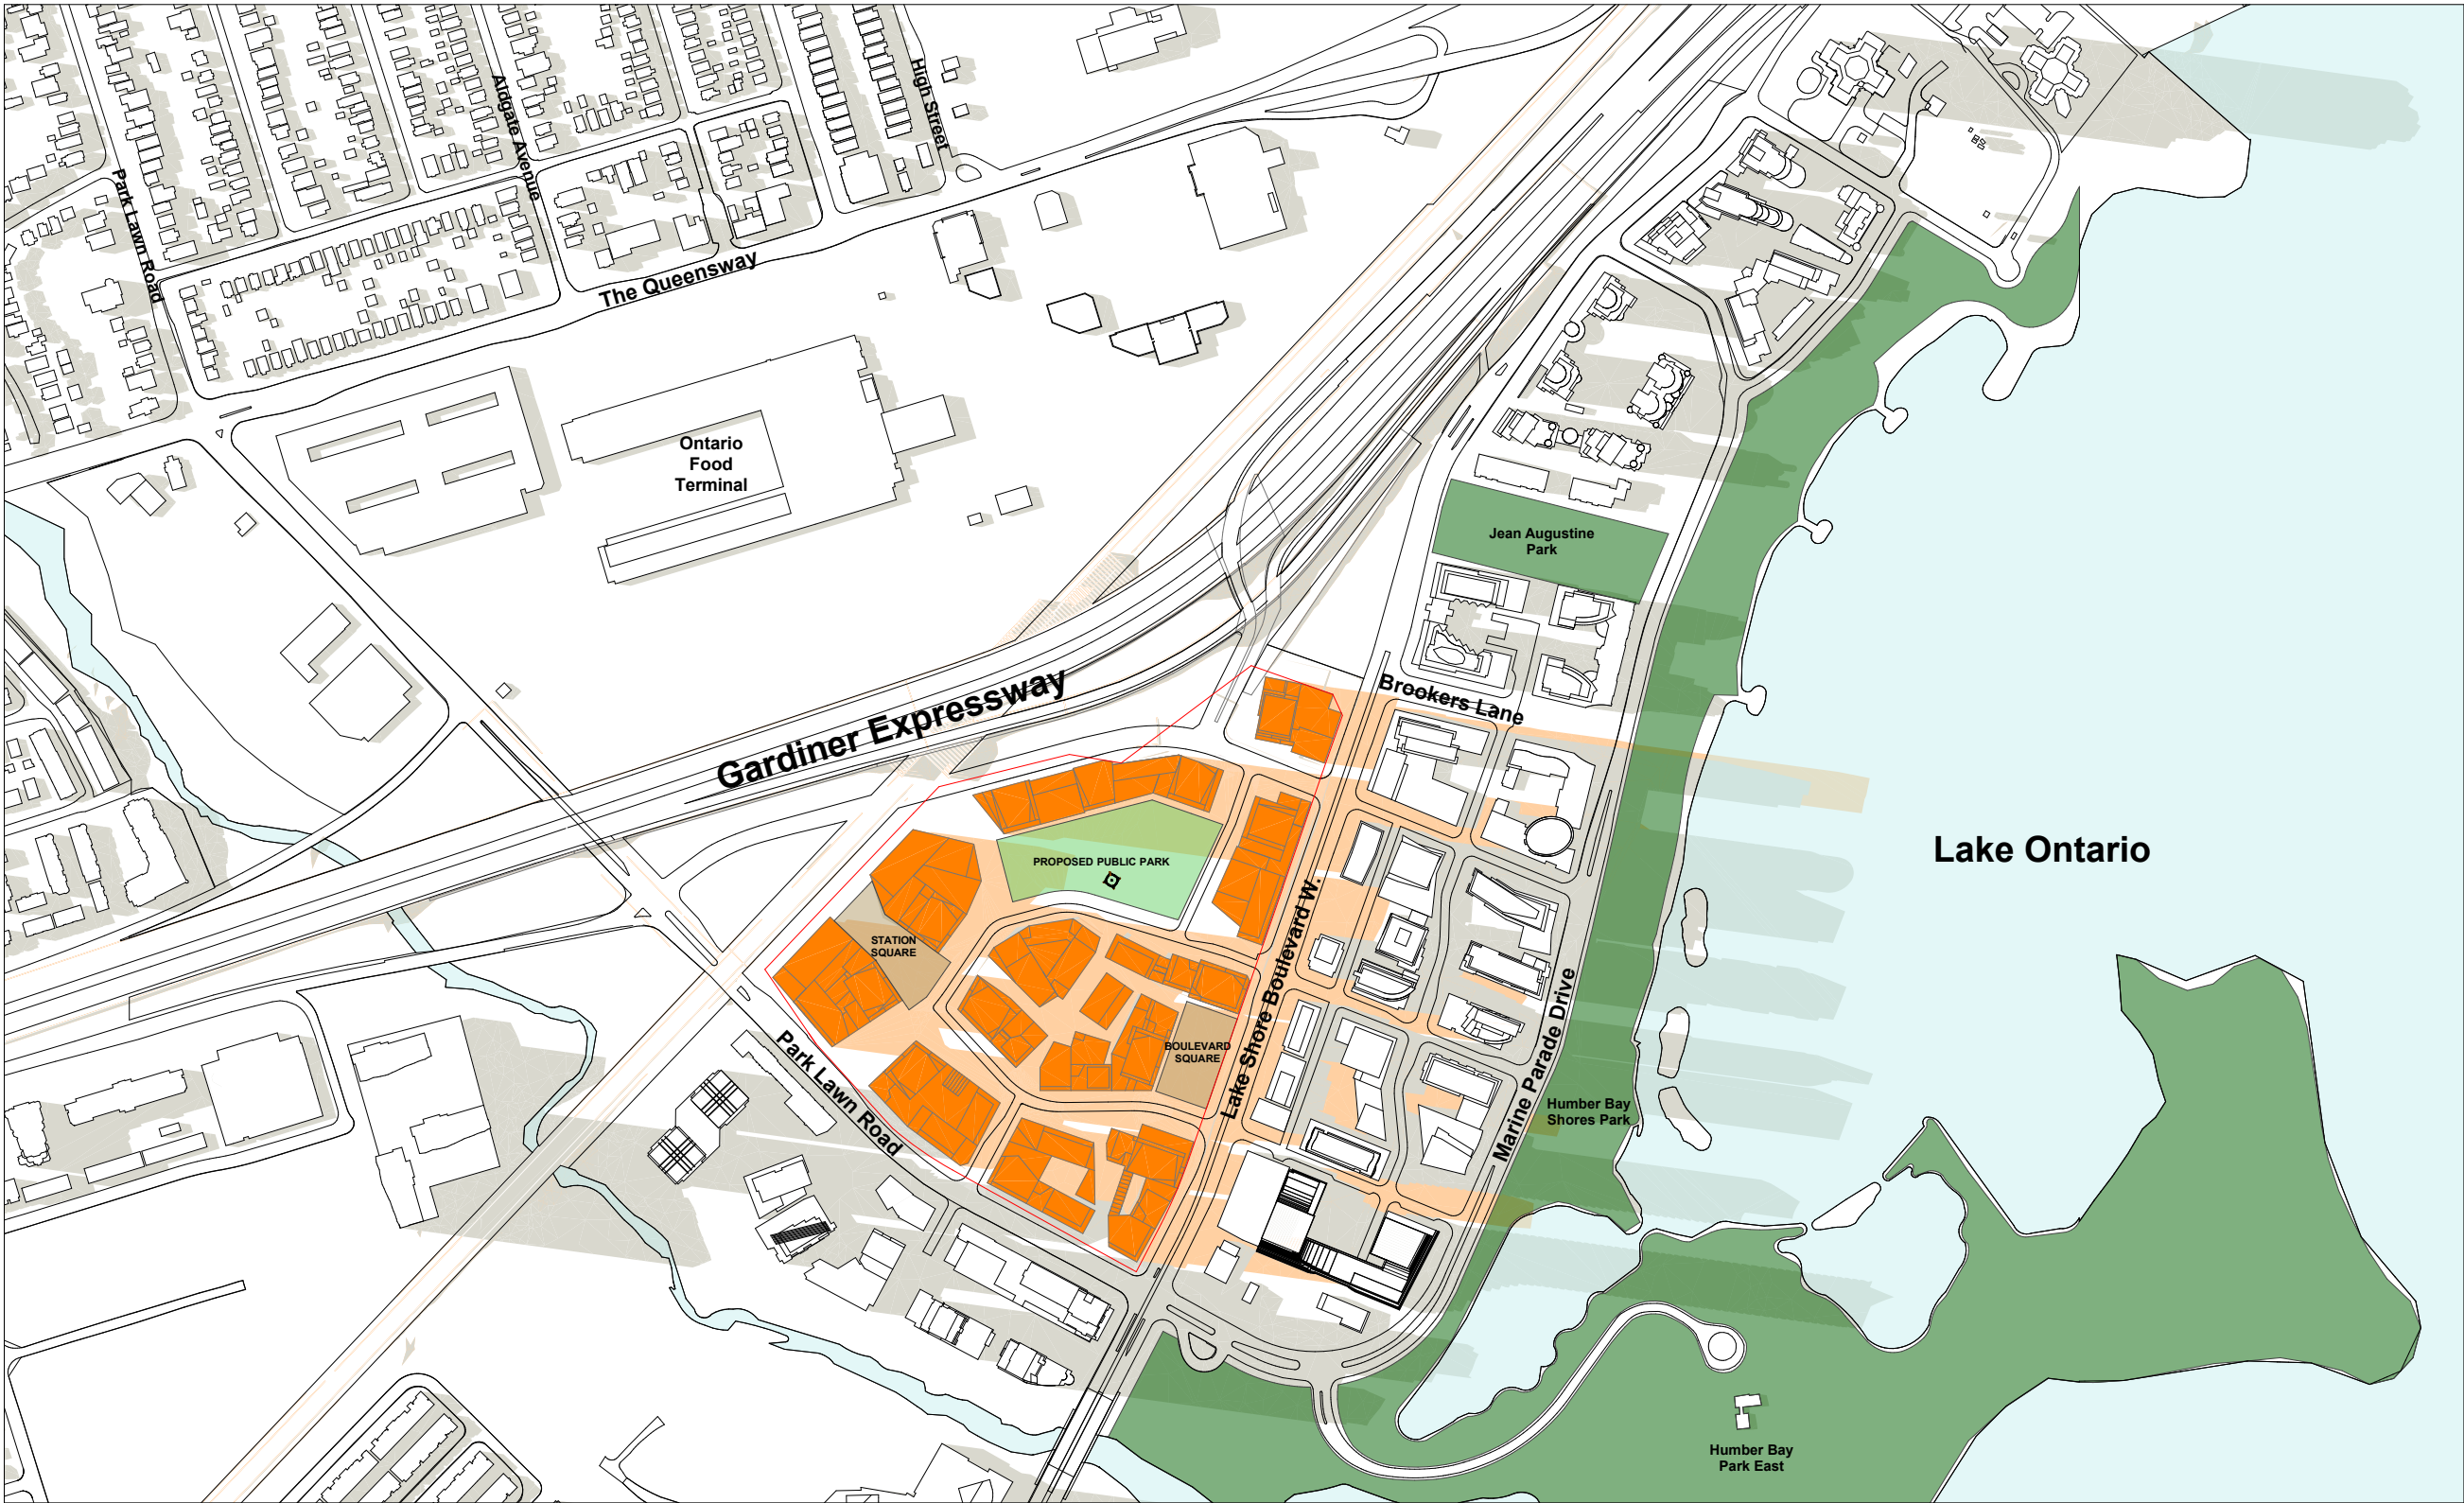 High Street
Aldgate Avenue
Park Lawn Road
The Queensway
Ontario
Food
Terminal
Jean Augustine
Park
Brookers Lane
Gardiner Expressway
Lake Ontario
PROPOSED PUBLIC PARK
STATION
SQUARE
Lake Shore Boulevard W.
BOULEVARD
SQUARE
Marine Parade Drive
Park Lawn Road
Humber Bay
Shores Park
Humber Bay
Park East